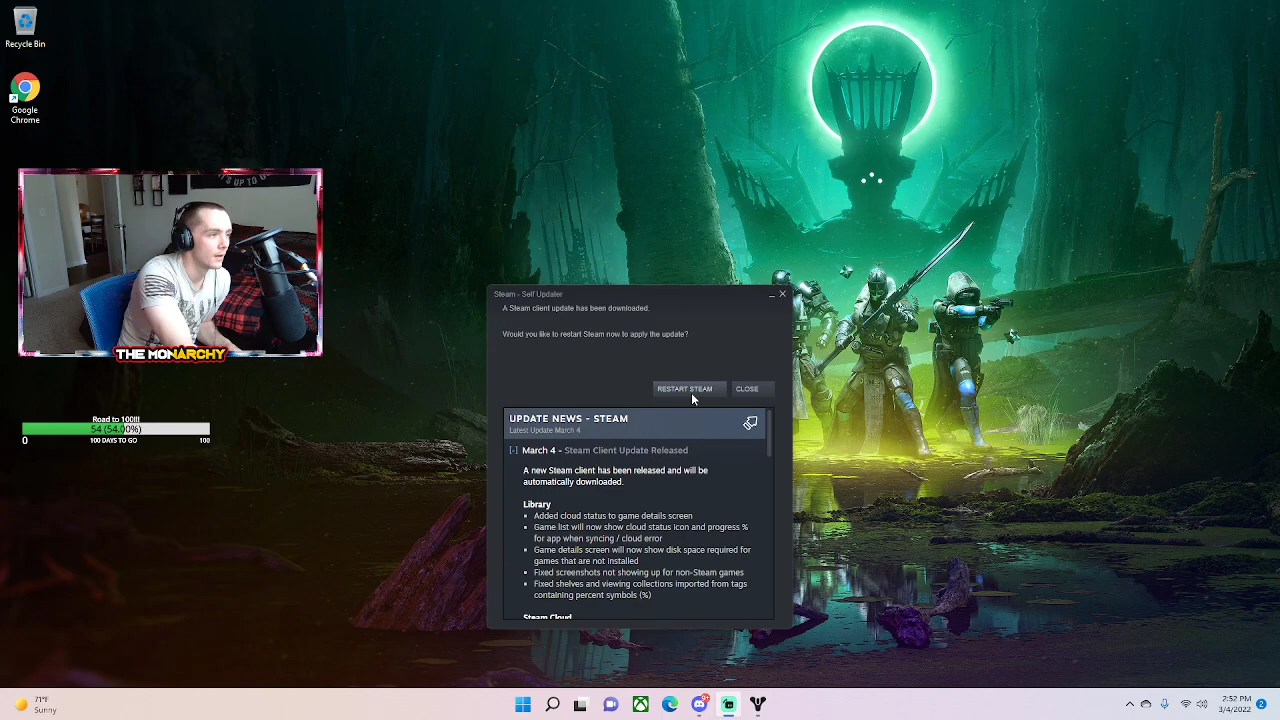 Recycle Bin
Google
Chrome
IT'S UP TO
THE MONARCHY
Road to 100!!!
54 (54.00%)
0
100 DAYS TO GO
100
Steam - Self Updater
A Steam client update has been downloaded.
Would you like to restart Steam now to apply the update?
RESTART STEAM
CLOSE
UPDATE NEWS - STEAM
Latest Update March 4
March 4 - Steam Client Update Released
A new Steam client has been released and will be
automatically downloaded.
Library
Added cloud status to game details screen
Game list will now show cloud status icon and progress %
for app when syncing / cloud error
Game details screen will now show disk space required for
games that are not installed
Fixed screenshots not showing up for non-Steam games
Fixed shelves and viewing collections imported from tags
containing percent symbols (%)
Steam Cloud
71°F
Sunny
2:52 PM
3/4/2022
2